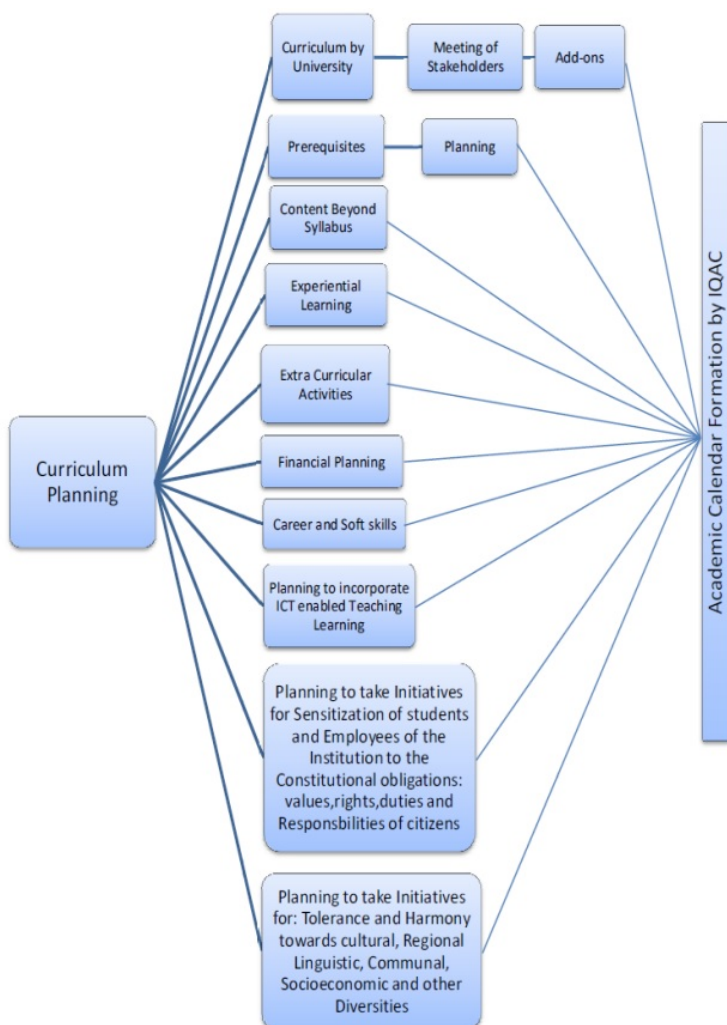 Curriculum by
University
Meeting of
Stakeholders
Add-ons
Prerequisites
Planning
Content Beyond
Syllabus
Experiential
Learning
Extra Curricular
Activities
Curriculum
Planning
Financial Planning
Career and Soft skills
Planning to incorporate
ICT enabled Teaching
Learning
Planning to take Initiatives
for Sensitization of students
and Employees of the
Institution to the
Constitutional obligations:
values,rights,duties and
Responsbilities of citizens
Planning to take Initiatives
for: Tolerance and Harmony
towards cultural, Regional
Linguistic, Communal,
Socioeconomic and other
Diversities
Academic Calendar Formation by IQAC